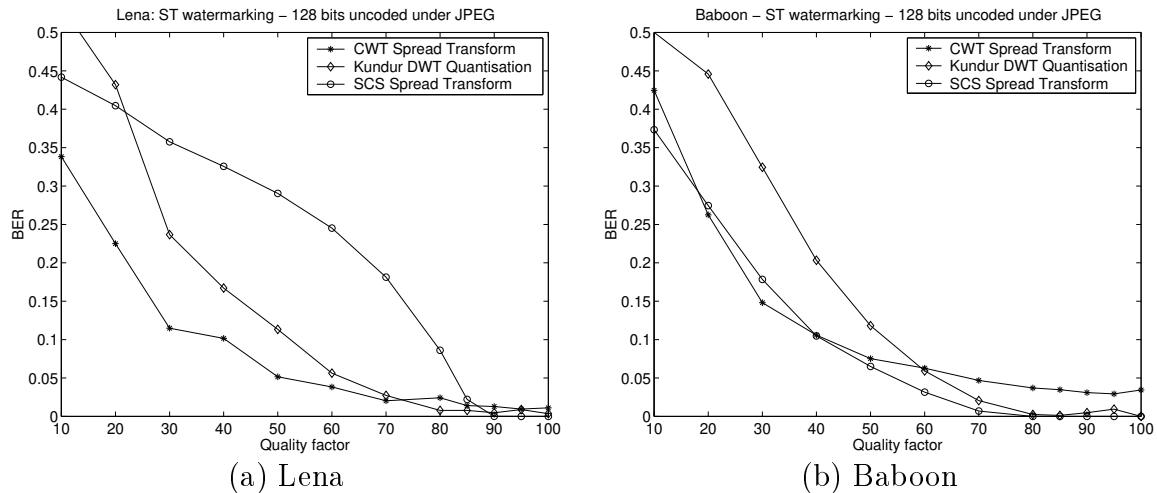 Lena: ST watermarking − 128 bits uncoded under JPEG
0.5
0.45
0.4
0.35
0.3
0.25
0.2
0.15
0.1
0.05
0
BER
CWT Spread Transform
Kundur DWT Quantisation
SCS Spread Transform
10 20 30 40 50 60 70 80 90 100
Quality factor
(a) Lena
Baboon − ST watermarking − 128 bits uncoded under JPEG
0.5
0.45
0.4
0.35
0.3
0.25
0.2
0.15
0.1
0.05
0
BER
CWT Spread Transform
Kundur DWT Quantisation
SCS Spread Transform
10 20 30 40 50 60 70 80 90 100
Quality factor
(b) Baboon